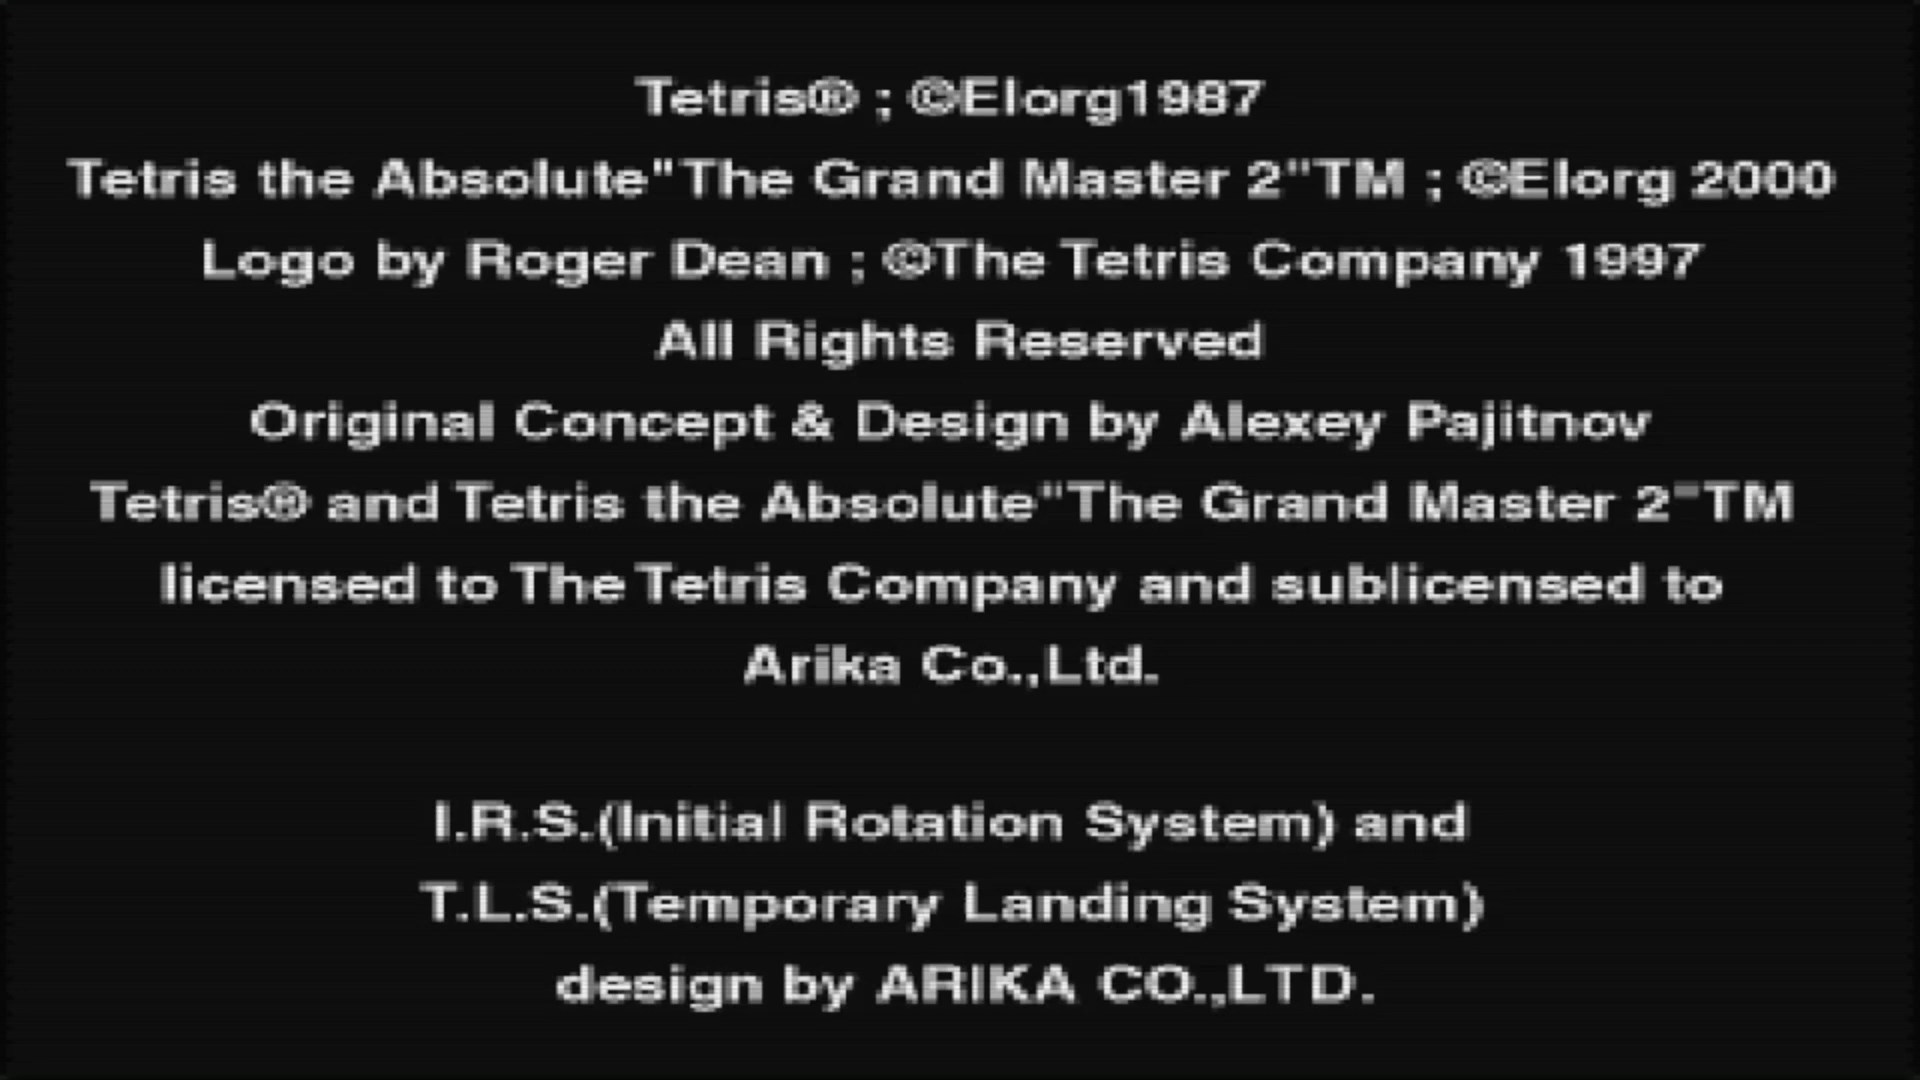 Tetris® ; ©Elorg1987
Tetris the Absolute"The Grand Master 2"TM ; ©Elorg 2000
Logo by Roger Dean ; ©The Tetris Company 1997
All Rights Reserved
Original Concept & Design by Alexey Pajitnov
Tetris® and Tetris the Absolute"The Grand Master 2"TM
licensed to The Tetris Company and sublicensed to
Arika Co.,Ltd.
I.R.S.(Initial Rotation System) and
T.L.S.(Temporary Landing System)
design by ARIKA CO.,LTD.